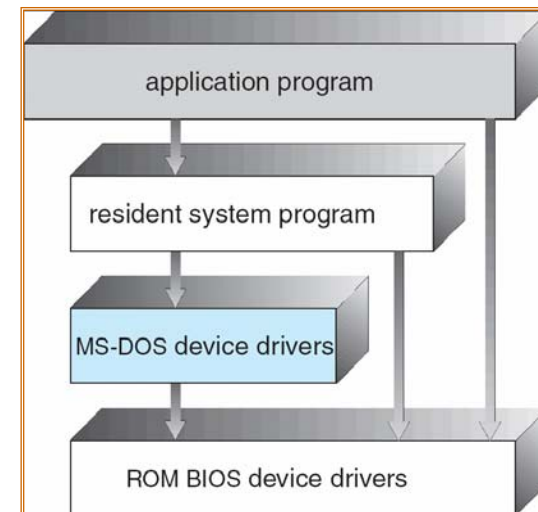 application program
resident system program
MS-DOS device drivers
ROM BIOS device drivers